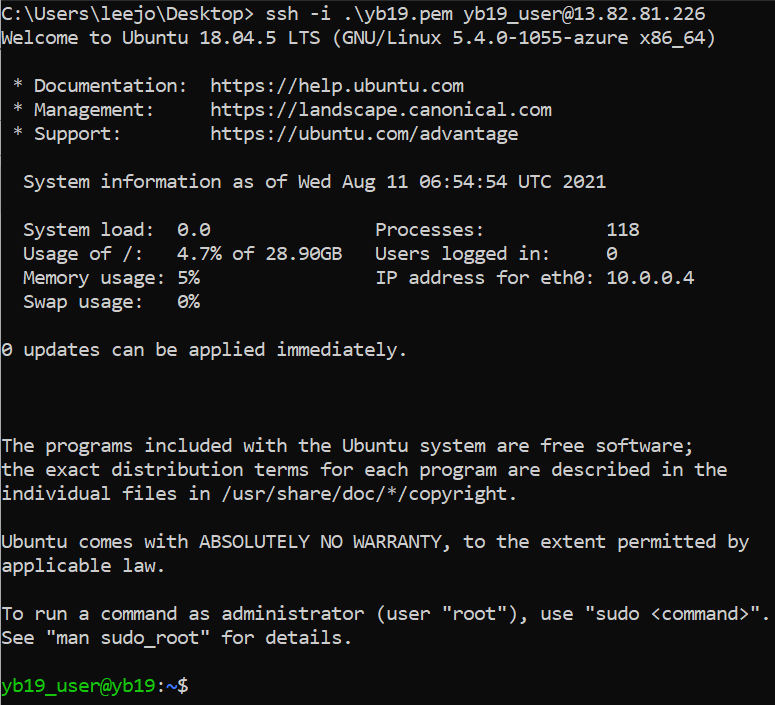 C:\Users\leejo\Desktop> ssh -i .\yb19.pem yb19_user@13.82.81.226
Welcome to Ubuntu 18.04.5 LTS (GNU/Linux 5.4.0-1055-azure x86_64)
 * Documentation:  https://help.ubuntu.com
 * Management:     https://landscape.canonical.com
 * Support:        https://ubuntu.com/advantage
  System information as of Wed Aug 11 06:54:54 UTC 2021
  System load:  0.0               Processes:           118
  Usage of /:   4.7% of 28.90GB   Users logged in:     0
  Memory usage: 5%                IP address for eth0: 10.0.0.4
  Swap usage:   0%
0 updates can be applied immediately.
The programs included with the Ubuntu system are free software;
the exact distribution terms for each program are described in the
individual files in /usr/share/doc/*/copyright.
Ubuntu comes with ABSOLUTELY NO WARRANTY, to the extent permitted by
applicable law.
To run a command as administrator (user "root"), use "sudo <command>".
See "man sudo_root" for details.
yb19_user@yb19:~$